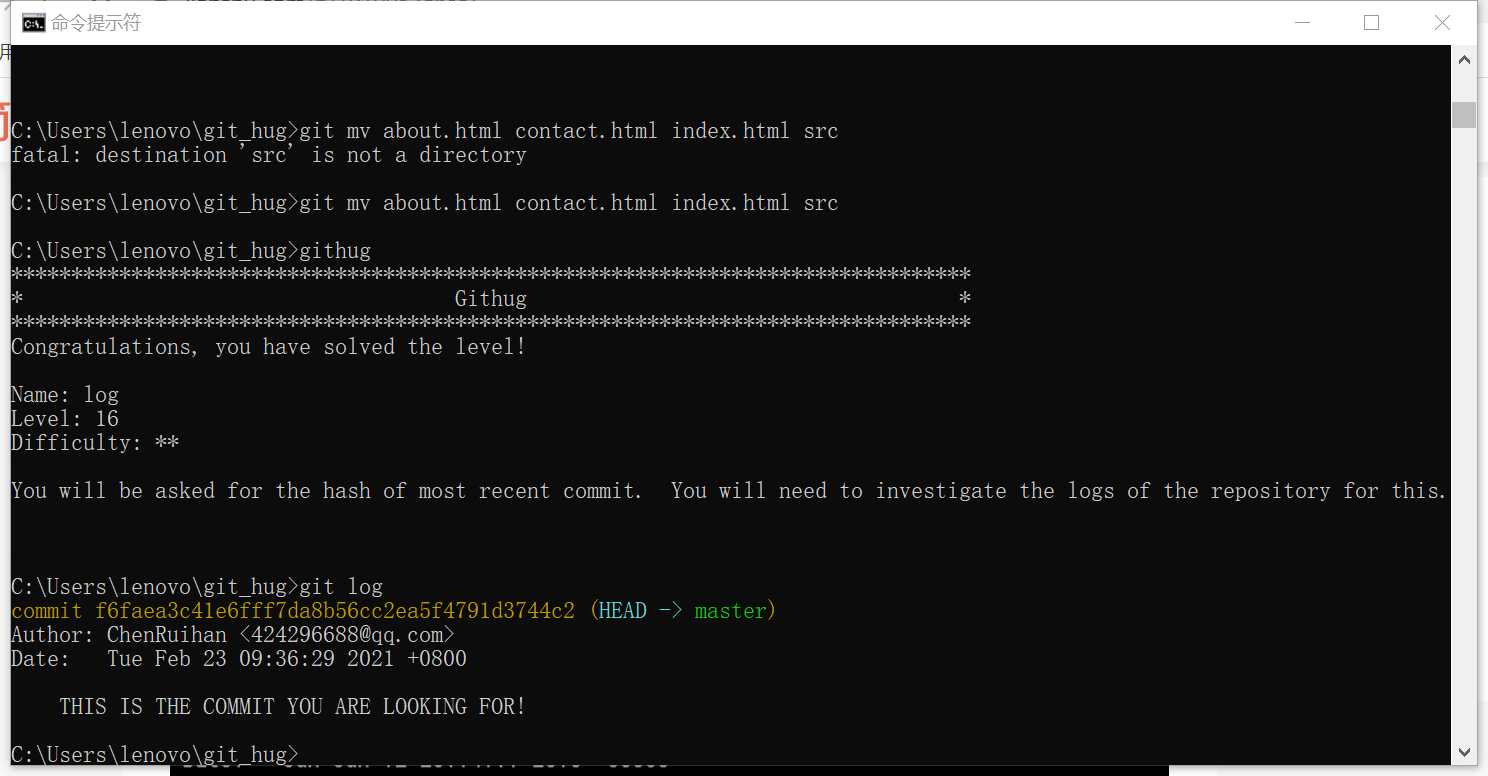 命令提示符
用
C:\Users\lenovo\git_hug>git mv about.html contact.html index.html src
fatal: destination 'src' is not a directory
C:\Users\lenovo\git_hug>git mv about.html contact.html index.html src
C:\Users\lenovo\git_hug>githug
********************************************************************************
*                                    Githug                                    *
********************************************************************************
Congratulations, you have solved the level!
Name: log
Level: 16
Difficulty: **
You will be asked for the hash of most recent commit.  You will need to investigate the logs of the repository for this.
C:\Users\lenovo\git_hug>git log
commit f6faea3c41e6fff7da8b56cc2ea5f4791d3744c2 (HEAD -> master)
Author: ChenRuihan <424296688@qq.com>
Date:   Tue Feb 23 09:36:29 2021 +0800
    THIS IS THE COMMIT YOU ARE LOOKING FOR!
C:\Users\lenovo\git_hug>